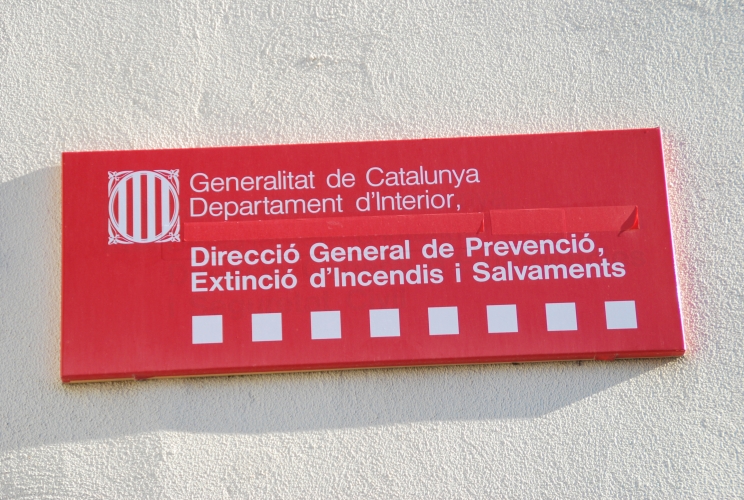 Generalitat de Catalunya
Departament d'Interior,
Direcció General de Prevenció,
Extinció d'Incendis i Salvaments